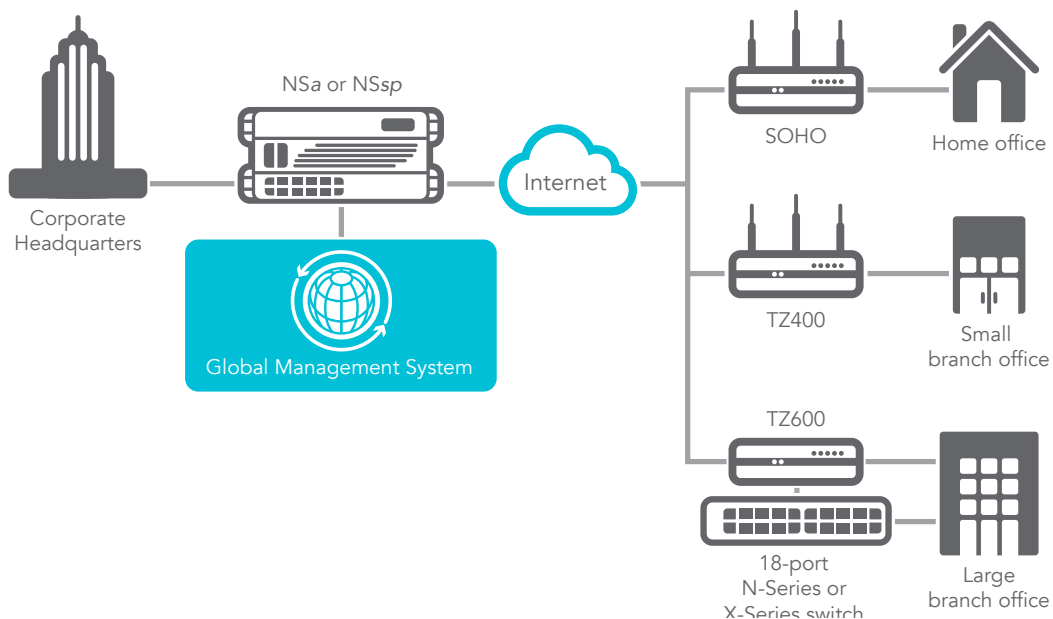 NSa or NSsp
Corporate
Headquarters
Global Management System
Internet
SOHO
Home office
TZ400
Small
branch office
TZ600
18-port
N-Series or
X-Series switch
Large
branch office